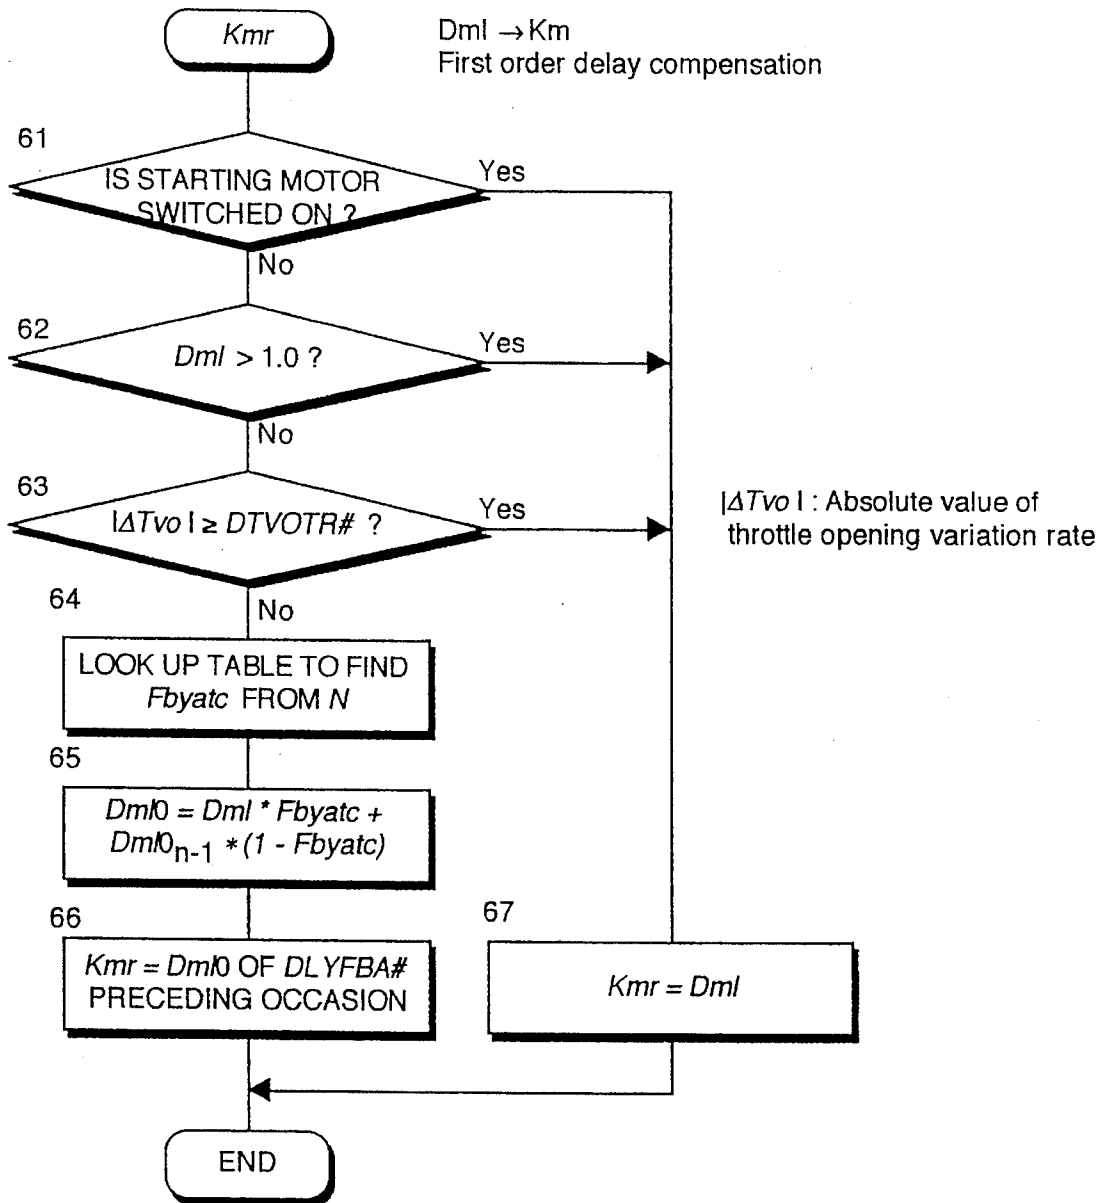 Kmr
Dml → Km
First order delay compensation
61
IS STARTING MOTOR
SWITCHED ON ?
Yes
No
62
Dml > 1.0 ?
Yes
No
63
|ΔTvo | ≥ DTVOTR# ?
Yes
|ΔTvo | : Absolute value of
throttle opening variation rate
No
64
LOOK UP TABLE TO FIND
Fbyatc FROM N
65
Dml0 = Dml * Fbyatc +
Dml0n-1 * (1 - Fbyatc)
66
Kmr = Dml0 OF DLYFBA#
PRECEDING OCCASION
67
Kmr = Dml
END